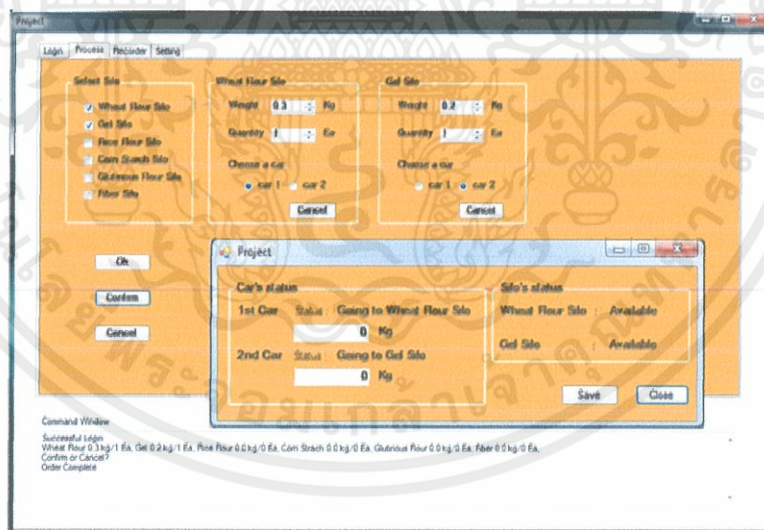 Project
Login Process Recorder Setting
Select Silo
Wheat Flour Silo
Gel Silo
Rice Flour Silo
Corn Starch Silo
Glutinous Flour Silo
Fiber Silo
Ok
Confirm
Cancel
Wheat Flour Silo
Weight 0.3 Kg
Quantity 1 Ea
Choose a car
car 1 car 2
Cancel
Gel Silo
Weight 0.2 Kg
Quantity 1 Ea
Choose a car
car 1 car 2
Cancel
Project
Car's status
1st Car Status : Going to Wheat Flour Silo
0 Kg
2nd Car Status : Going to Gel Silo
0 Kg
Silo's status
Wheat Flour Silo : Available
Gel Silo : Available
Save Close
Command Window
Successful Login
Wheat Flour 0.3 kg/1 Ea, Gel 0.2 kg/1 Ea, Rice Flour 0.0 kg/0 Ea, Corn Strach 0.0 kg/0 Ea, Glutinous Flour 0.0 kg/0 Ea, Fiber 0.0 kg/0 Ea,
Confirm or Cancel?
Order Complete